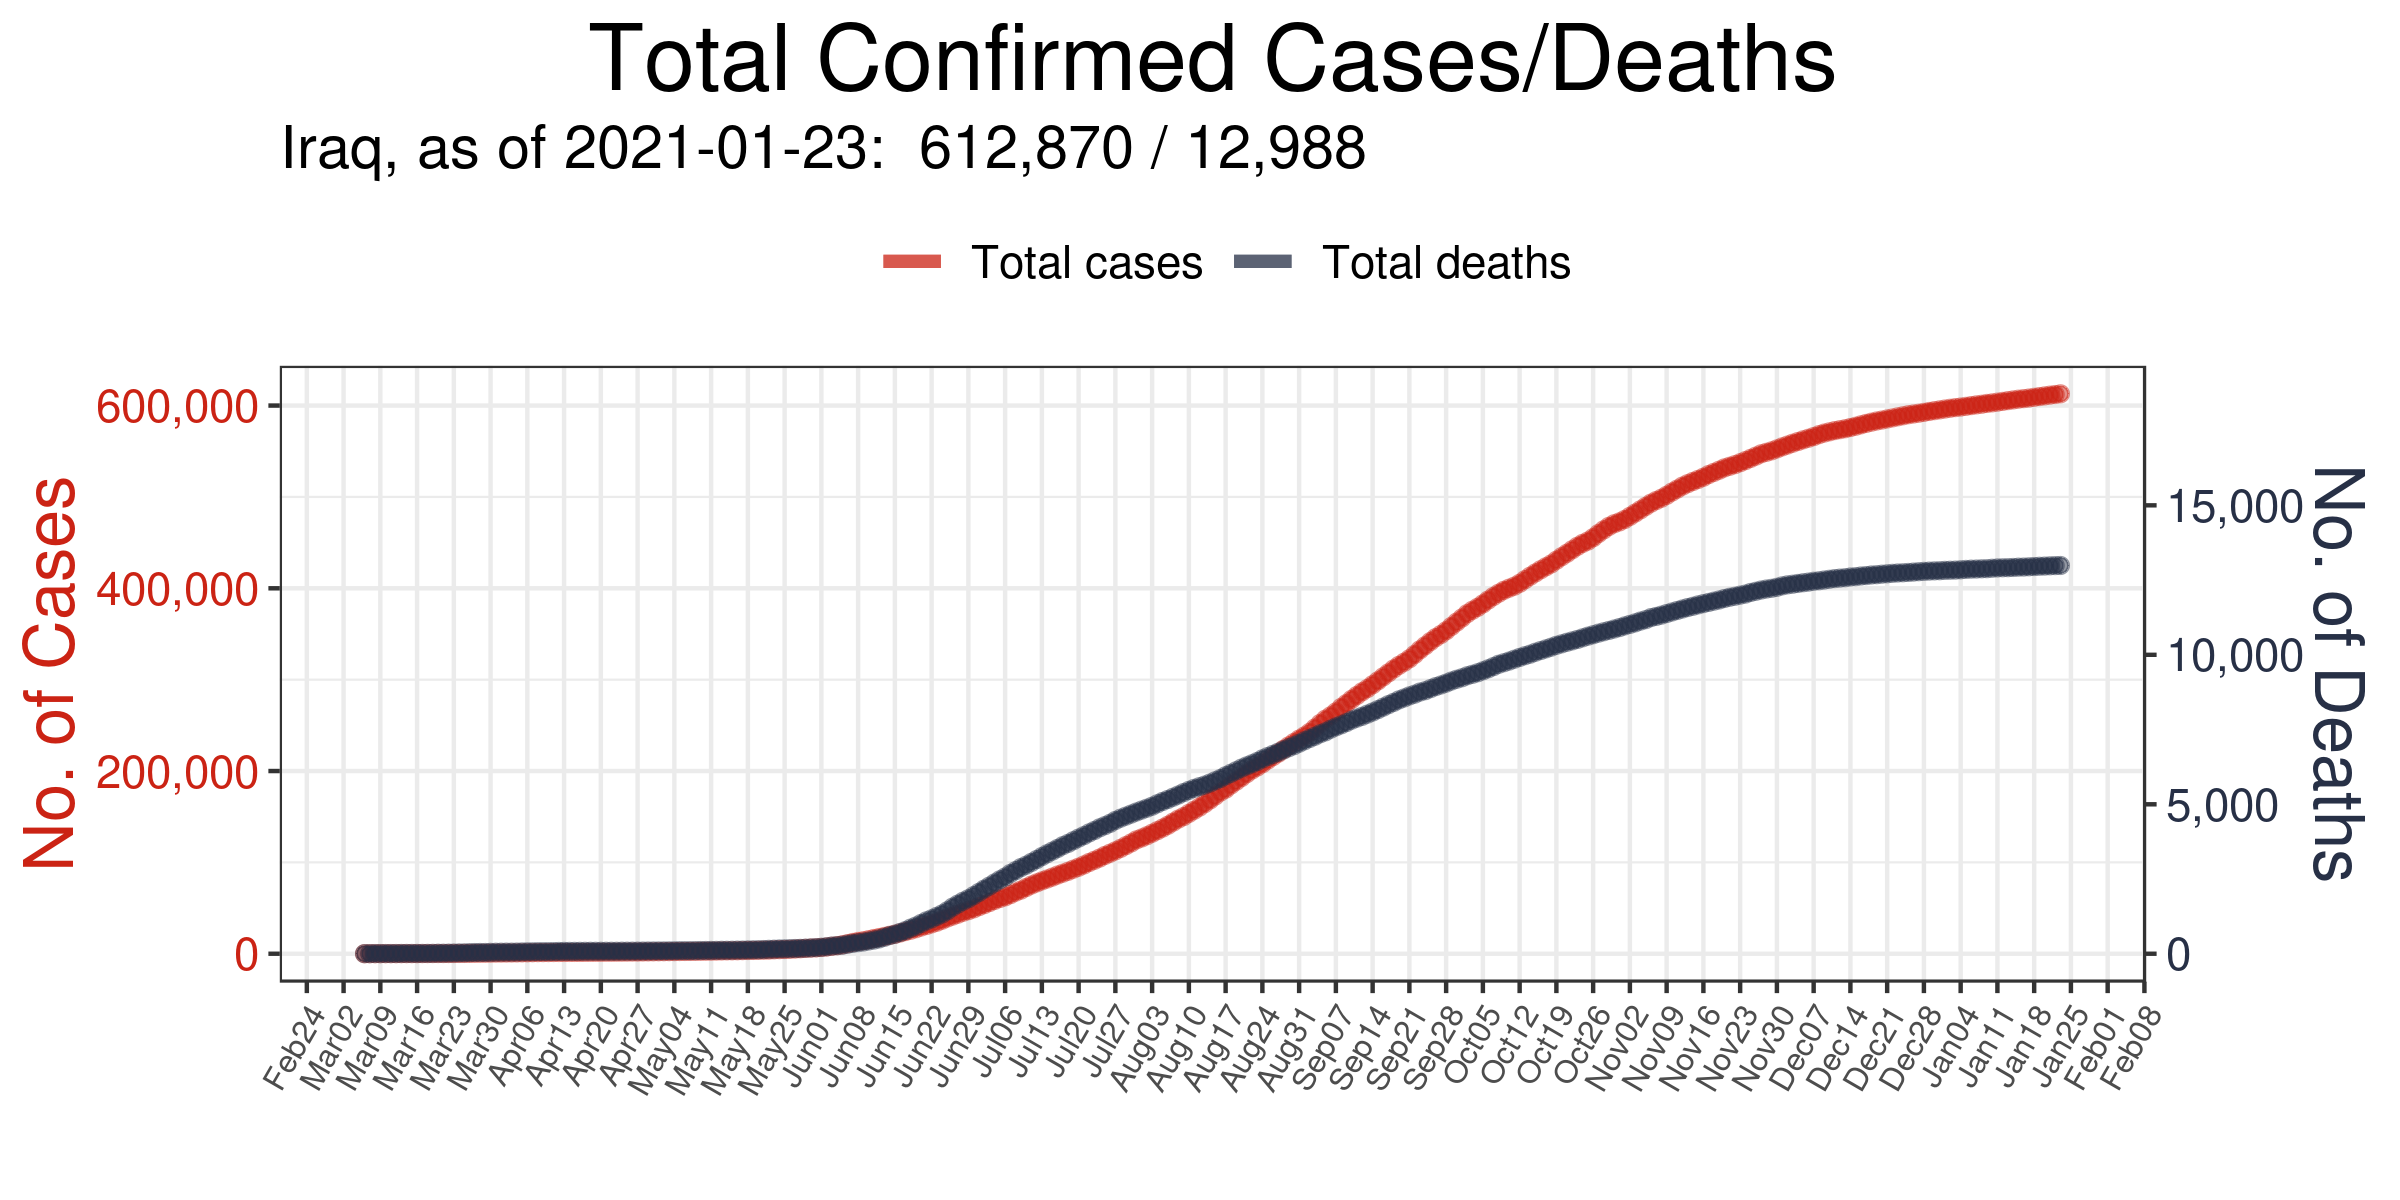 Total Confirmed Cases/Deaths
Iraq, as of 2021-01-23:  612,870 / 12,988
Total cases
Total deaths
No. of Cases
600,000
400,000
200,000
0
15,000
10,000
5,000
0
No. of Deaths
Feb24
Mar02
Mar09
Mar16
Mar23
Mar30
Apr06
Apr13
Apr20
Apr27
May04
May11
May18
May25
Jun01
Jun08
Jun15
Jun22
Jun29
Jul06
Jul13
Jul20
Jul27
Aug03
Aug10
Aug17
Aug24
Aug31
Sep07
Sep14
Sep21
Sep28
Oct05
Oct12
Oct19
Oct26
Nov02
Nov09
Nov16
Nov23
Nov30
Dec07
Dec14
Dec21
Dec28
Jan04
Jan11
Jan18
Jan25
Feb01
Feb08